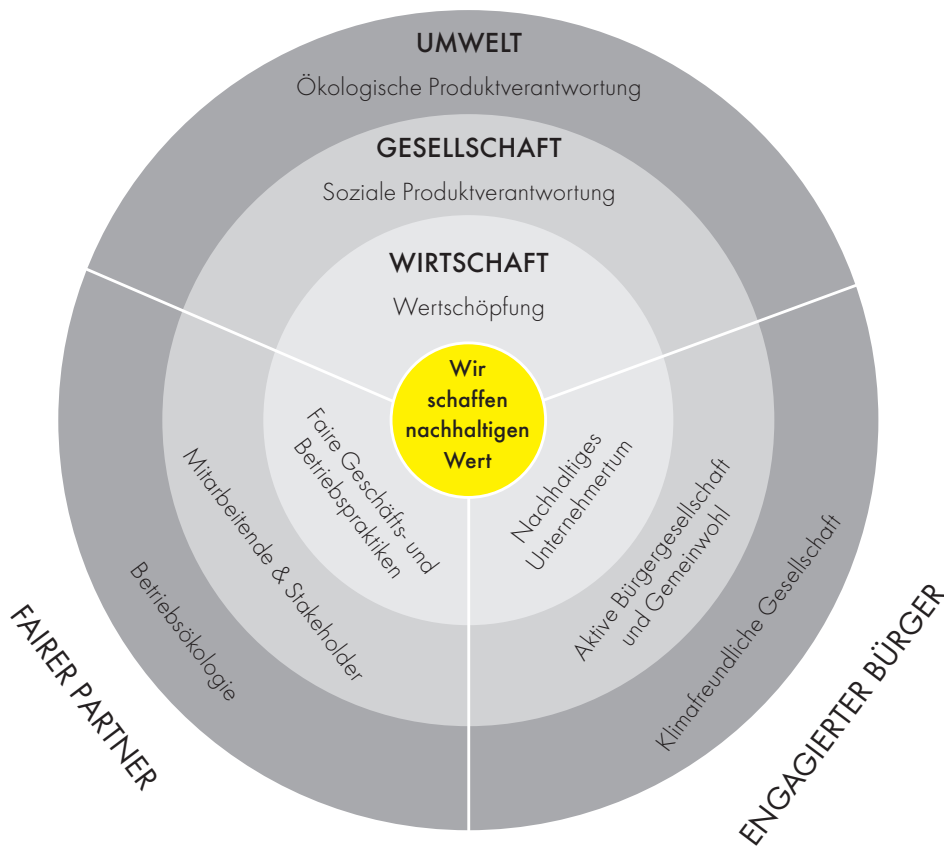 UMWELT
Ökologische Produktverantwortung
GESELLSCHAFT
Soziale Produktverantwortung
WIRTSCHAFT
Wertschöpfung
Wir
schaffen
nachhaltigen
Wert
Faire Geschäfts- und
Betriebspraktiken
Mitarbeitende & Stakeholder
Betriebsökologie
FAIRER PARTNER
Nachhaltiges
Unternehmertum
Aktive Bürgergesellschaft
und Gemeinwohl
Klimafreundliche Gesellschaft
ENGAGIERTER BÜRGER